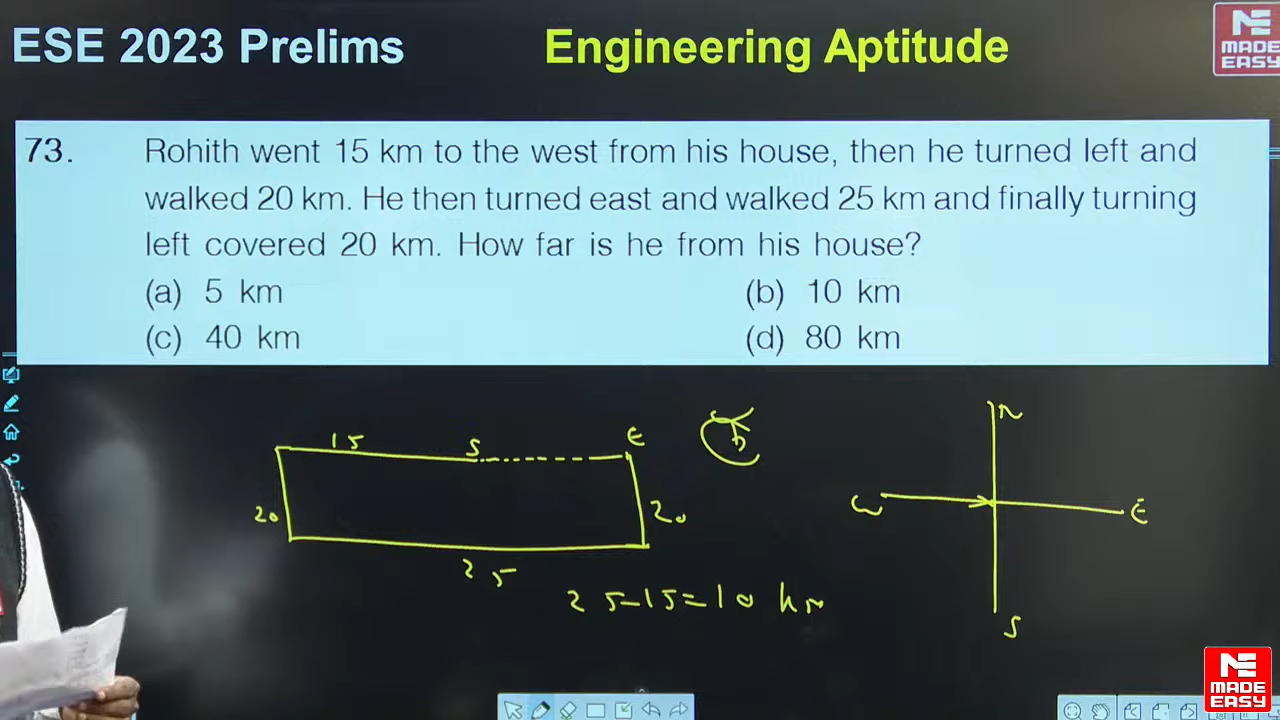 ESE 2023 Prelims Engineering Aptitude
ME
MADE
EASY
73. Rohith went 15 km to the west from his house, then he turned left and
walked 20 km. He then turned east and walked 25 km and finally turning
left covered 20 km. How far is he from his house?
(a) 5 km (b) 10 km
(c) 40 km (d) 80 km
15 S E b
N
W E
20 20
25
25-15=10 km
S
ME
MADE
EASY